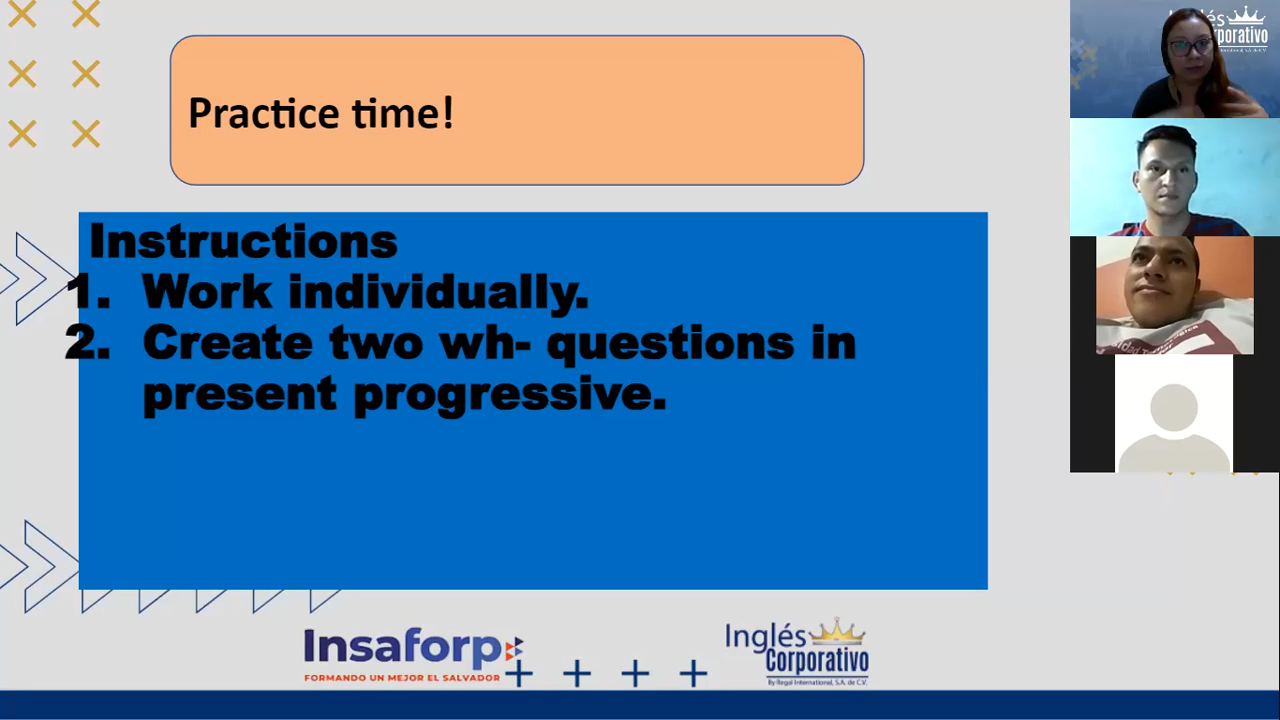 Practice time!
Instructions
1. Work individually.
2. Create two wh- questions in
present progressive.
Insaforp
FORMANDO UN MEJOR EL SALVADOR
Inglés
Corporativo
By Regal International, S.A. de C.V.